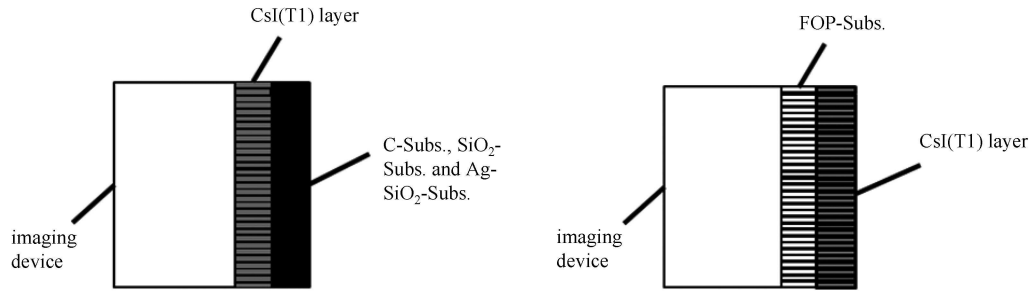 CsI(T1) layer
C-Subs., SiO₂-
Subs. and Ag-
SiO₂-Subs.
imaging
device
FOP-Subs.
CsI(T1) layer
imaging
device